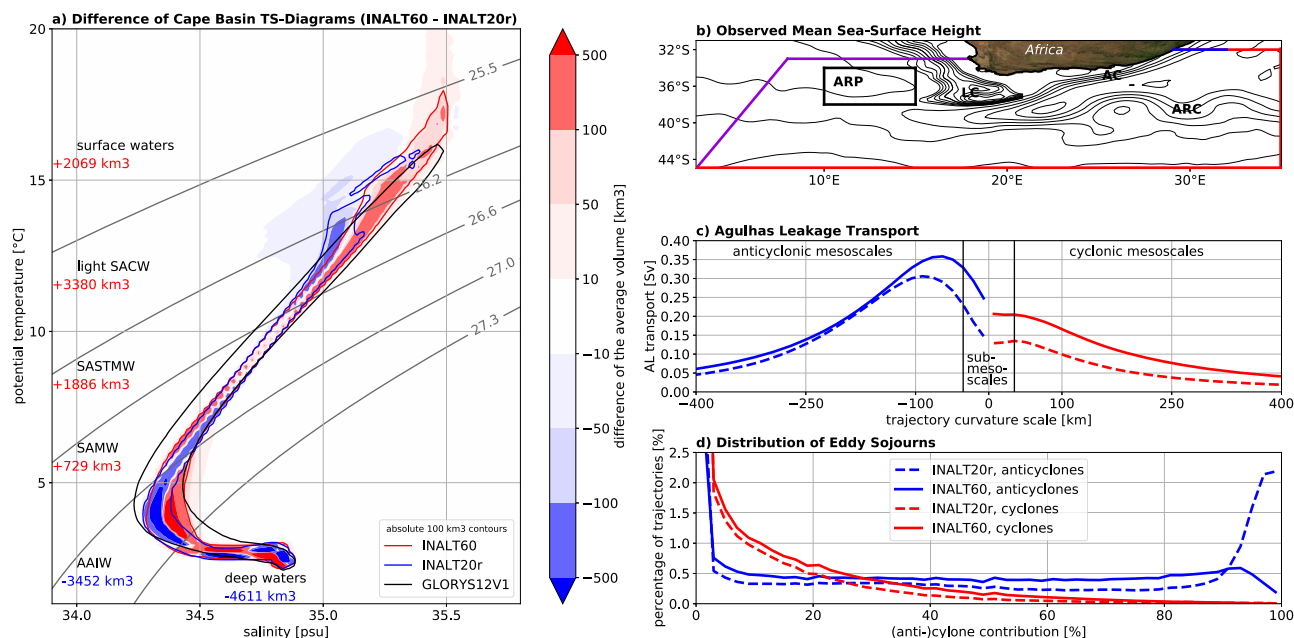 a) Difference of Cape Basin TS-Diagrams (INALT60 - INALT20r)
20
15
10
5
potential temperature [°C]
34.0
34.5
35.0
35.5
salinity [psu]
25.5
26.2
26.6
27.0
27.3
surface waters
+2069 km3
light SACW
+3380 km3
SASTMW
+1886 km3
SAMW
+729 km3
AAIW
-3452 km3
deep waters
-4611 km3
absolute 100 km3 contours
INALT60
INALT20r
GLORYS12V1
500
100
50
10
−10
−50
−100
−500
difference of the average volume [km3]
b) Observed Mean Sea-Surface Height
32°S
36°S
40°S
44°S
10°E
20°E
30°E
Africa
ARP
LC
AC
ARC
c) Agulhas Leakage Transport
AL transport [Sv]
0.40
0.35
0.30
0.25
0.20
0.15
0.10
0.05
0.00
anticyclonic mesoscales
cyclonic mesoscales
sub-
meso-
scales
−400
−250
−100
0
100
250
400
trajectory curvature scale [km]
d) Distribution of Eddy Sojourns
percentage of trajectories [%]
2.5
2.0
1.5
1.0
0.5
0.0
INALT20r, anticyclones
INALT60, anticyclones
INALT20r, cyclones
INALT60, cyclones
0
20
40
60
80
100
(anti-)cyclone contribution [%]